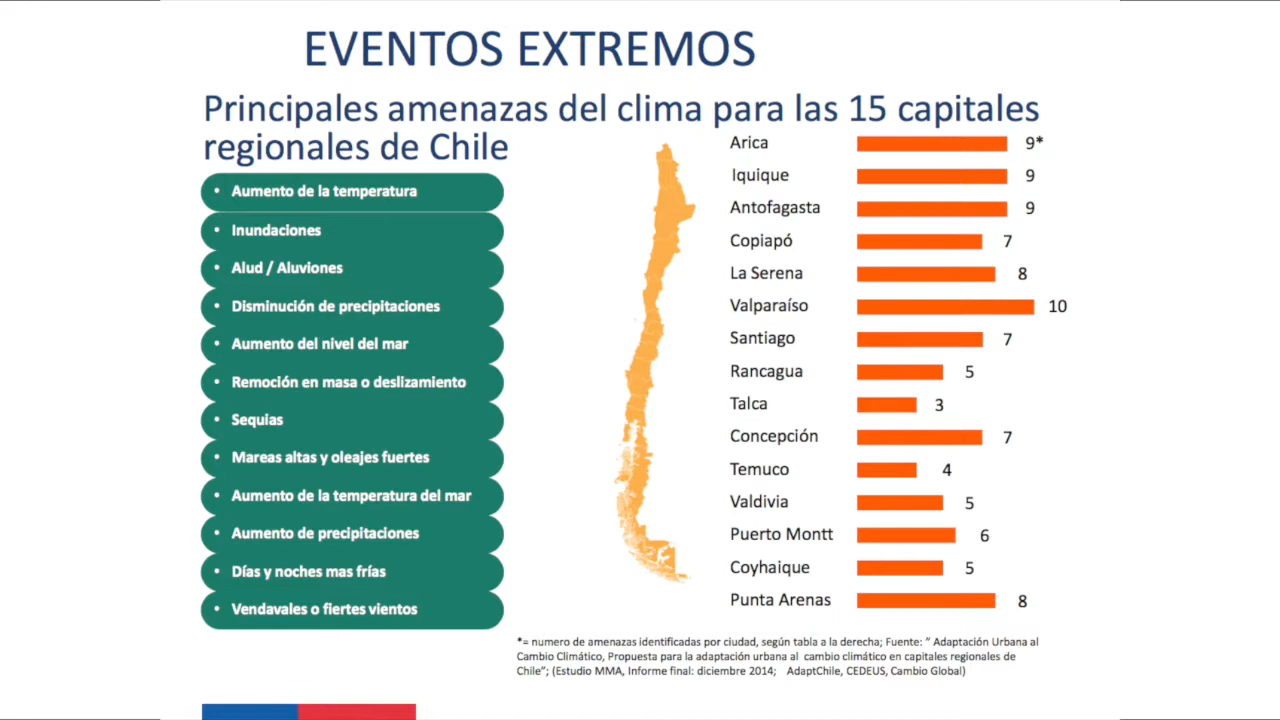 EVENTOS EXTREMOS
Principales amenazas del clima para las 15 capitales
regionales de Chile
• Aumento de la temperatura
• Inundaciones
• Alud / Aluviones
• Disminución de precipitaciones
• Aumento del nivel del mar
• Remoción en masa o deslizamiento
• Sequias
• Mareas altas y oleajes fuertes
• Aumento de la temperatura del mar
• Aumento de precipitaciones
• Días y noches mas frías
• Vendavales o fiertes vientos
Arica 9*
Iquique 9
Antofagasta 9
Copiapó 7
La Serena 8
Valparaíso 10
Santiago 7
Rancagua 5
Talca 3
Concepción 7
Temuco 4
Valdivia 5
Puerto Montt 6
Coyhaique 5
Punta Arenas 8
*= numero de amenazas identificadas por ciudad, según tabla a la derecha; Fuente: “ Adaptación Urbana al
Cambio Climático, Propuesta para la adaptación urbana al cambio climático en capitales regionales de
Chile”; (Estudio MMA, Informe final: diciembre 2014; AdaptChile, CEDEUS, Cambio Global)